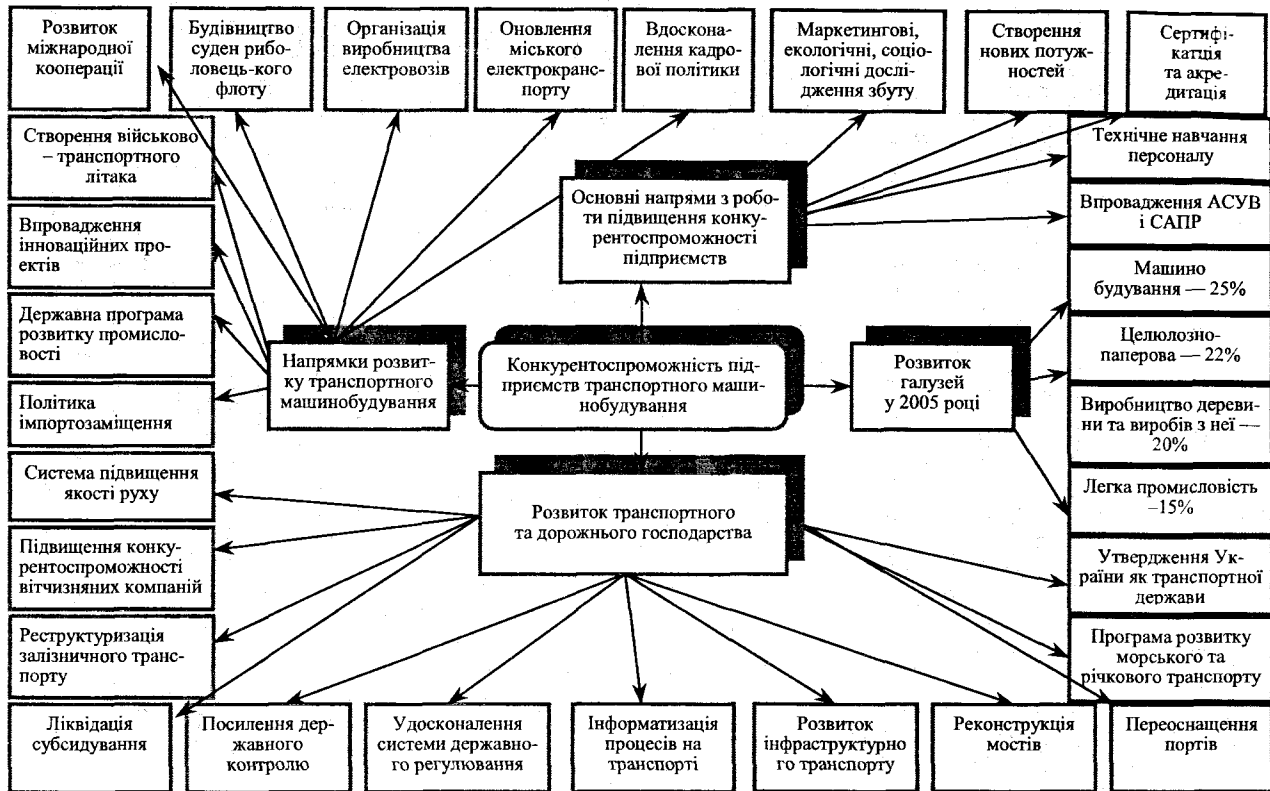 Розвиток
міжнародної
кооперації
Будівництво
суден рибо-
ловецъ-кого
флоту
Організація
виробництва
електровозів
Оновлення
міського
електрокранс-
порту
Вдоскона-
лення кадро-
вої політики
Маркетингові,
екологічні, соціо-
логічні дослі-
дження збуту
Створення
нових потуж-
ностей
Сертифі-
катція
та акре-
дитація
Створення військово
– транспортного
літака
Впровадження
інноваційних про-
ектів
Державна програма
розвитку промисло-
вості
Політика
імпортозаміщення
Система підвищення
якості руху
Підвищення конку-
рентоспроможності
вітчизняних компаній
Реструктуризація
залізничного транс-
порту
Основні напрями з робо-
ти підвищення конку-
рентоспроможності
підприємств
Напрямки розвит-
ку транспортного
машинобудування
Конкурентоспроможність під-
приємств транспортного маши-
нобудування
Розвиток
галузей
у 2005 році
Розвиток транспортного
та дорожнього господарства
Технічне навчання
персоналу
Впровадження АСУВ
і САПР
Машино
будування — 25%
Целюлозно-
паперова — 22%
Виробництво дереви-
ни та виробів з неї —
20%
Легка промисловість
–15%
Утвердження Ук-
раїни як транспортної
держави
Програма розвитку
морського та
річкового транспорту
Ліквідація
субсидування
Посилення дер-
жавного
контролю
Удосконалення
системи державно-
го регулювання
Інформатизація
процесів на
транспорті
Розвиток
інфраструктурно
го транспорту
Реконструкція
мостів
Переоснащення
портів